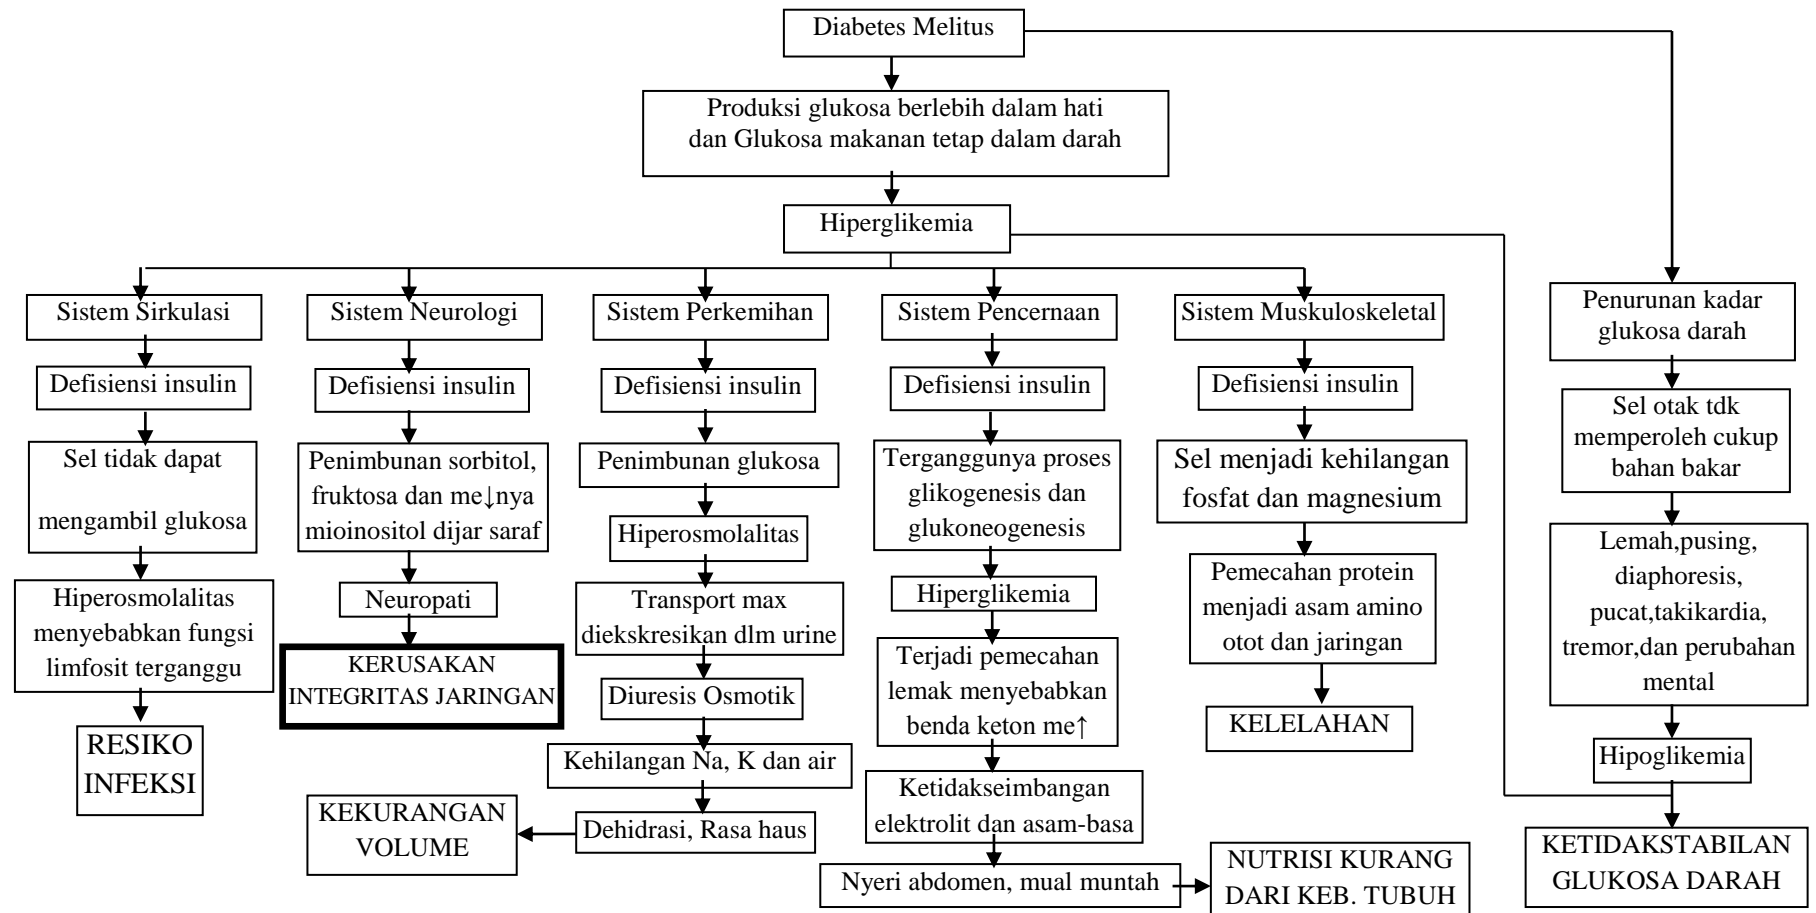 Diabetes Melitus
Produksi glukosa berlebih dalam hati
dan Glukosa makanan tetap dalam darah
Hiperglikemia
Sistem Sirkulasi
Defisiensi insulin
Sel tidak dapat
mengambil glukosa
Hiperosmolalitas
menyebabkan fungsi
limfosit terganggu
RESIKO
INFEKSI
Sistem Neurologi
Defisiensi insulin
Penimbunan sorbitol,
fruktosa dan me↓nya
mioinositol dijar saraf
Neuropati
KERUSAKAN
INTEGRITAS JARINGAN
Sistem Perkemihan
Defisiensi insulin
Penimbunan glukosa
Hiperosmolalitas
Transport max
diekskresikan dlm urine
Diuresis Osmotik
Kehilangan Na, K dan air
Dehidrasi, Rasa haus
KEKURANGAN
VOLUME
Sistem Pencernaan
Defisiensi insulin
Terganggunya proses
glikogenesis dan
glukoneogenesis
Hiperglikemia
Terjadi pemecahan
lemak menyebabkan
benda keton me↑
Ketidakseimbangan
elektrolit dan asam-basa
Nyeri abdomen, mual muntah
NUTRISI KURANG
DARI KEB. TUBUH
Sistem Muskuloskeletal
Defisiensi insulin
Sel menjadi kehilangan
fosfat dan magnesium
Pemecahan protein
menjadi asam amino
otot dan jaringan
KELELAHAN
Penurunan kadar
glukosa darah
Sel otak tdk
memperoleh cukup
bahan bakar
Lemah,pusing,
diaphoresis,
pucat,takikardia,
tremor,dan perubahan
mental
Hipoglikemia
KETIDAKSTABILAN
GLUKOSA DARAH